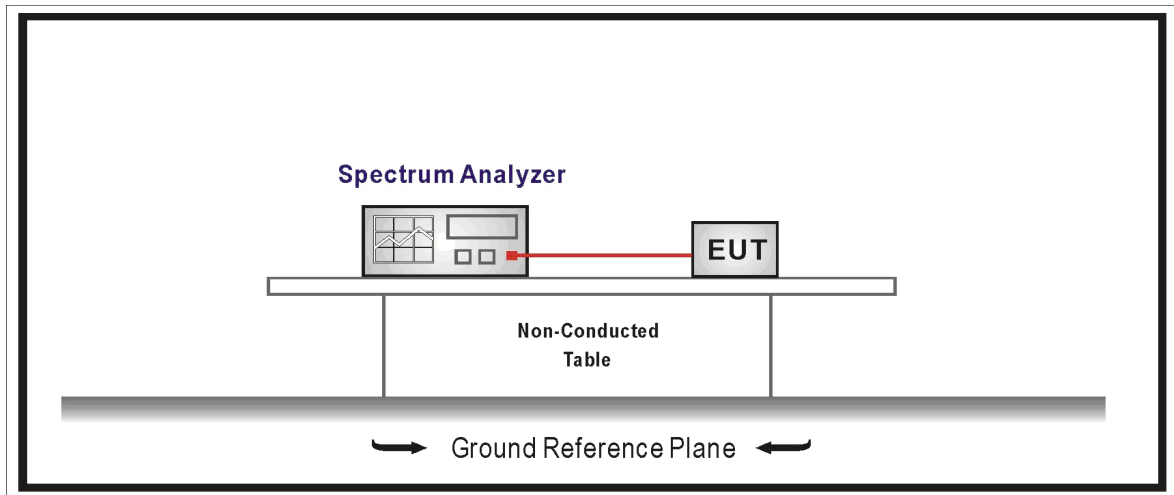 Spectrum Analyzer
EUT
Non-Conducted
Table
Ground Reference Plane